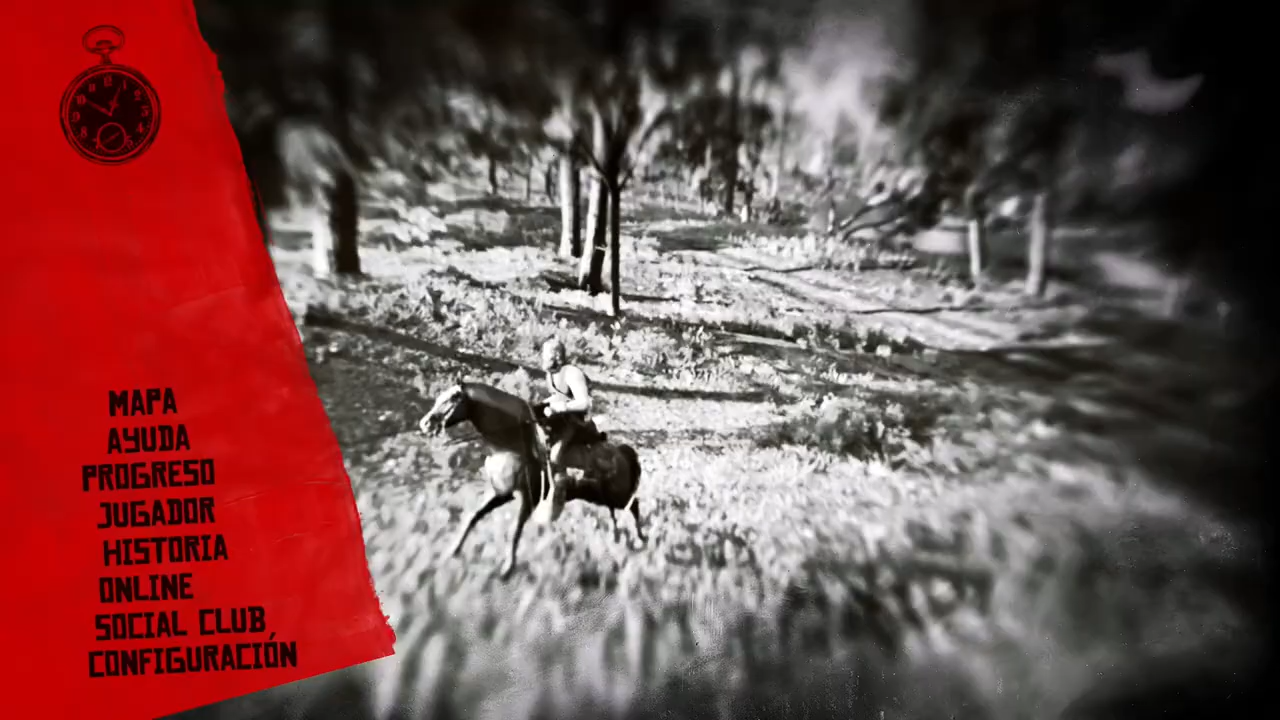 MAPA
AYUDA
PROGRESO
JUGADOR
HISTORIA
ONLINE
SOCIAL CLUB
CONFIGURACIÓN